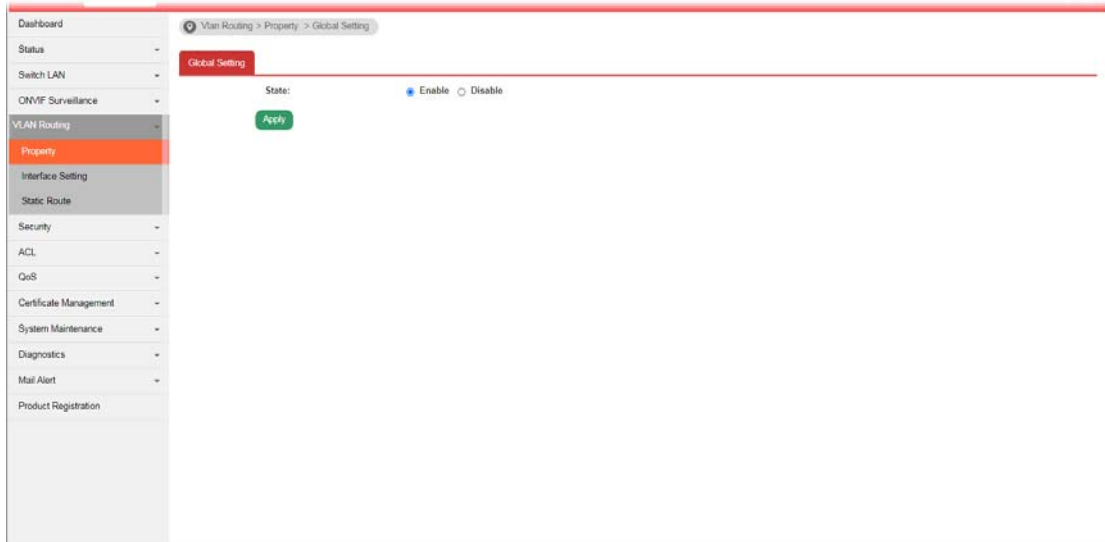 Dashboard
Status
Switch LAN
ONVIF Surveillance
VLAN Routing
Property
Interface Setting
Static Route
Security
ACL
QoS
Certificate Management
System Maintenance
Diagnostics
Mail Alert
Product Registration
Vlan Routing > Property > Global Setting
Global Setting
State: Enable Disable
Apply